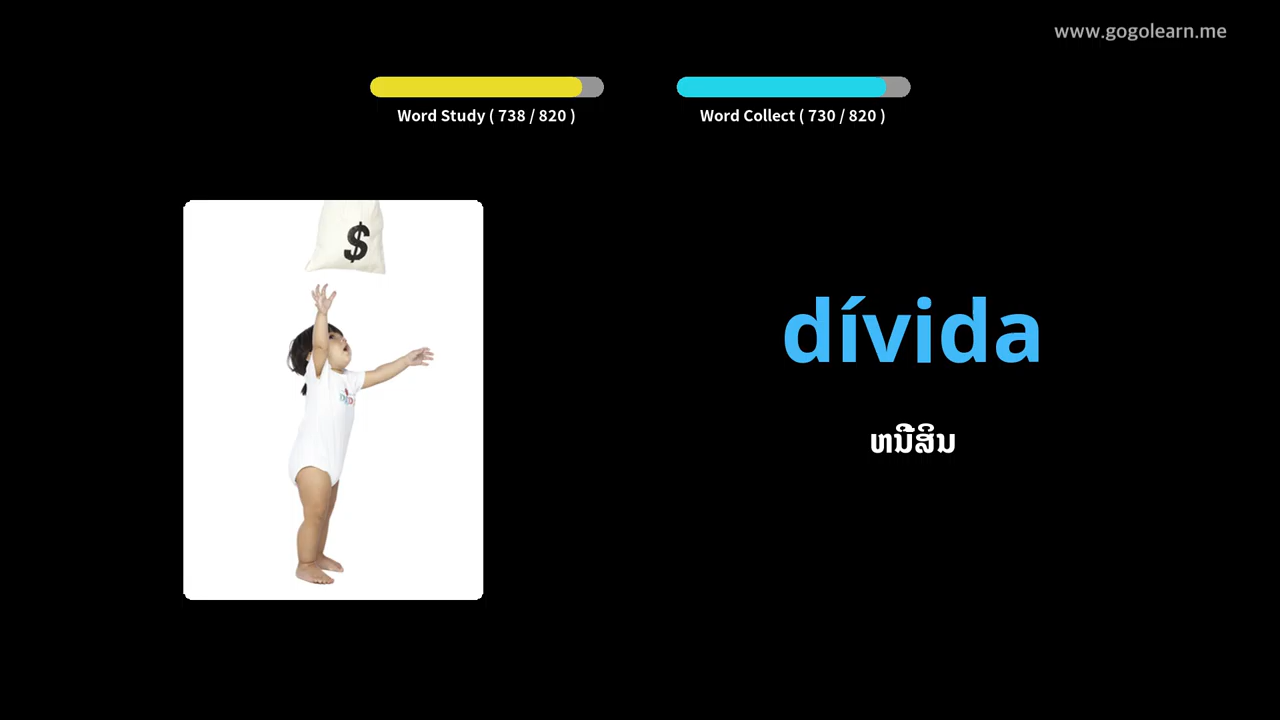 www.gogolearn.me
Word Study ( 738 / 820 )
Word Collect ( 730 / 820 )
$
dívida
ຫນີ້ສິນ